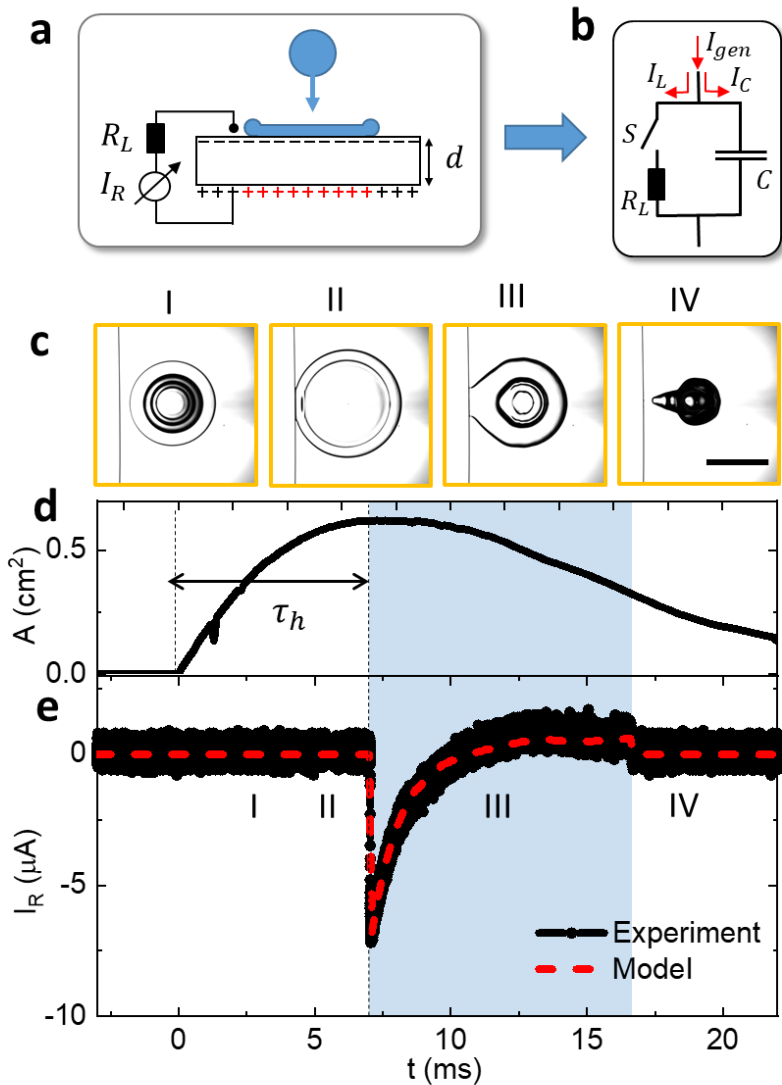 a
b
R_L
I_R
d
+++++++++++++++
I_gen
I_L
I_C
S
R_L
C
I
II
III
IV
c
d
A (cm²)
0.5
0.0
τ_h
e
I_R (μA)
0
-5
-10
I
II
III
IV
Experiment
Model
0
5
10
15
20
t (ms)